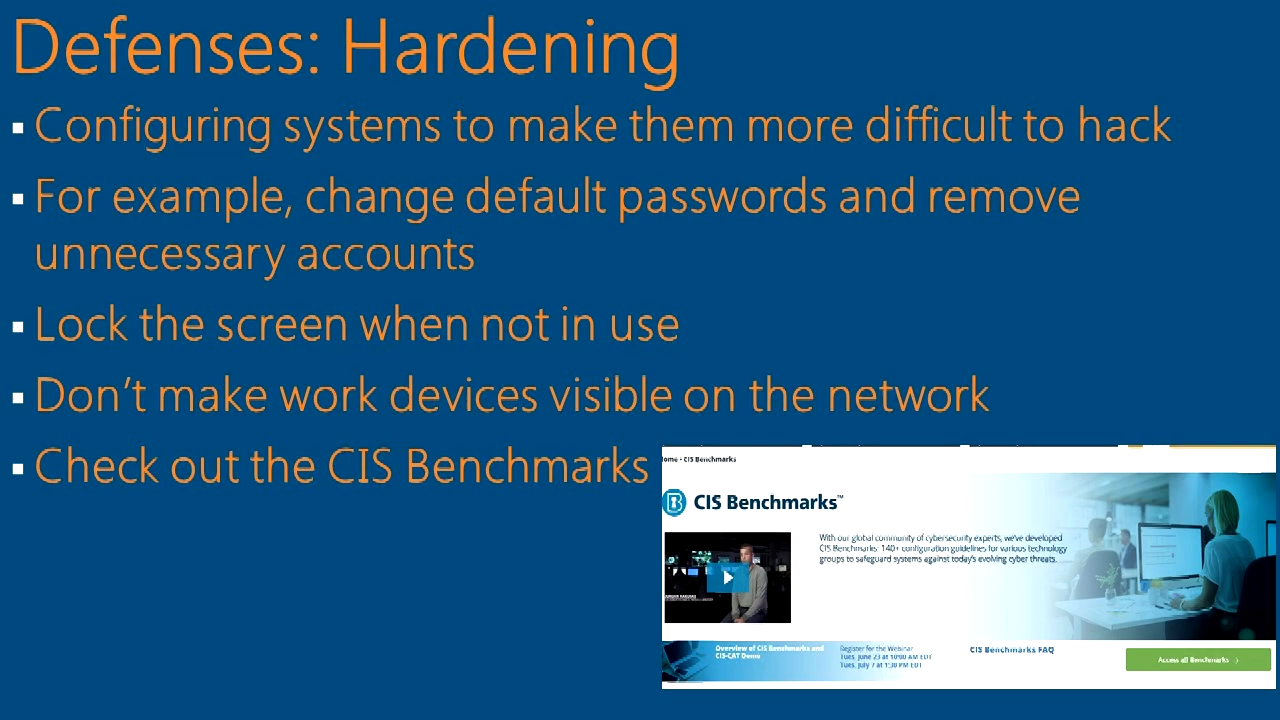 Defenses: Hardening
Configuring systems to make them more difficult to hack
For example, change default passwords and remove
unnecessary accounts
Lock the screen when not in use
Don’t make work devices visible on the network
Check out the CIS Benchmarks
ome • CIS Benchmarks
CIS Benchmarks™
With our global community of cybersecurity experts, we've developed
CIS Benchmarks: 140+ configuration guidelines for various technology
groups to safeguard systems against today's evolving cyber threats.
Overview of CIS Benchmarks and
CIS-CAT Demo
Register for the Webinar
Tues. June 23 at 10:00 AM EDT
Tues. July 7 at 1:30 PM EDT
CIS Benchmarks FAQ
Access all Benchmarks